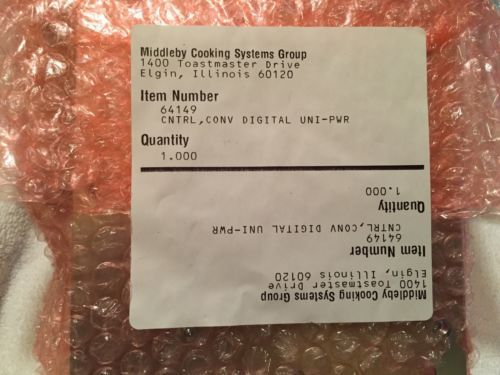 Middleby Cooking Systems Group
1400 Toastmaster Drive
Elgin, Illinois 60120
Item Number
64149
CNTRL,CONV DIGITAL UNI-PWR
Quantity
1.000
Middleby Cooking Systems Group
1400 Toastmaster Drive
Elgin, Illinois 60120
Item Number
64149
CNTRL,CONV DIGITAL UNI-PWR
Quantity
1.000